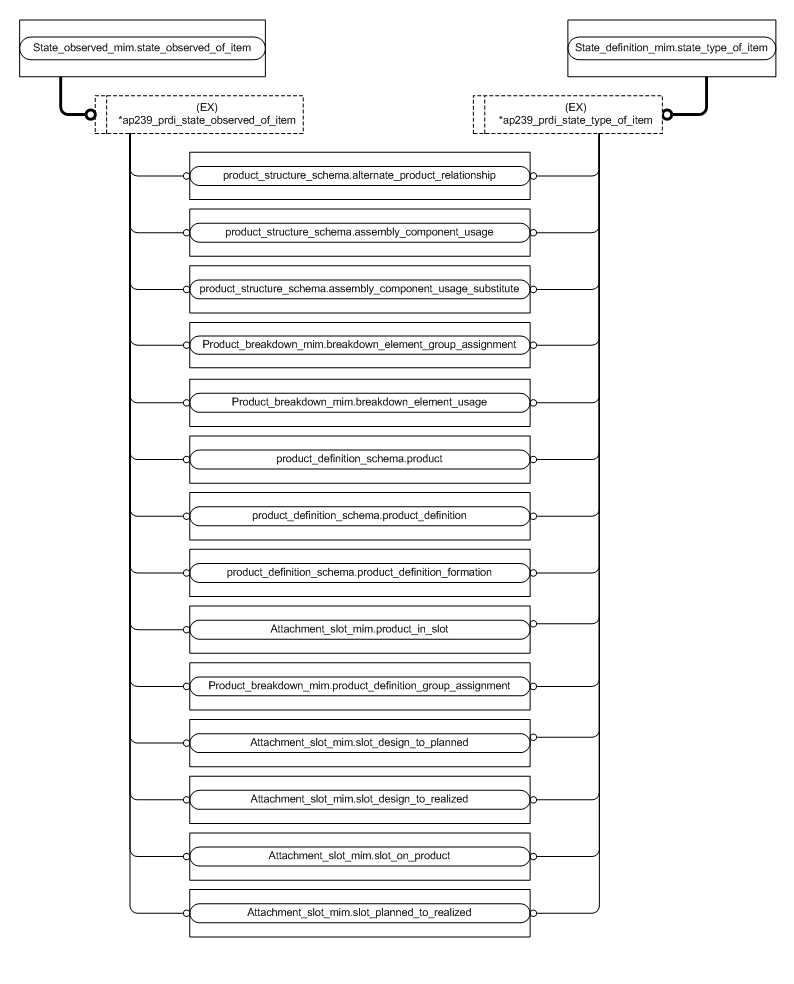 State_observed_mim.state_observed_of_item
State_definition_mim.state_type_of_item
(EX)
*ap239_prdi_state_observed_of_item
(EX)
*ap239_prdi_state_type_of_item
product_structure_schema.alternate_product_relationship
product_structure_schema.assembly_component_usage
product_structure_schema.assembly_component_usage_substitute
Product_breakdown_mim.breakdown_element_group_assignment
Product_breakdown_mim.breakdown_element_usage
product_definition_schema.product
product_definition_schema.product_definition
product_definition_schema.product_definition_formation
Attachment_slot_mim.product_in_slot
Product_breakdown_mim.product_definition_group_assignment
Attachment_slot_mim.slot_design_to_planned
Attachment_slot_mim.slot_design_to_realized
Attachment_slot_mim.slot_on_product
Attachment_slot_mim.slot_planned_to_realized